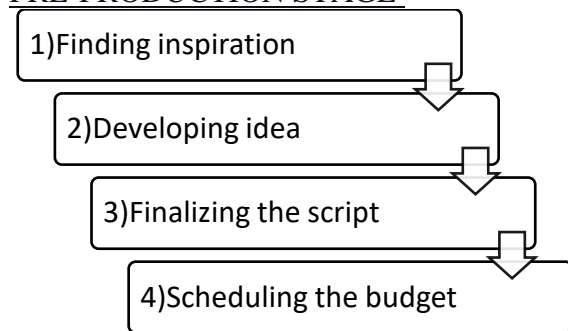 PRE-PRODUCTION STAGE
1)Finding inspiration
2)Developing idea
3)Finalizing the script
4)Scheduling the budget